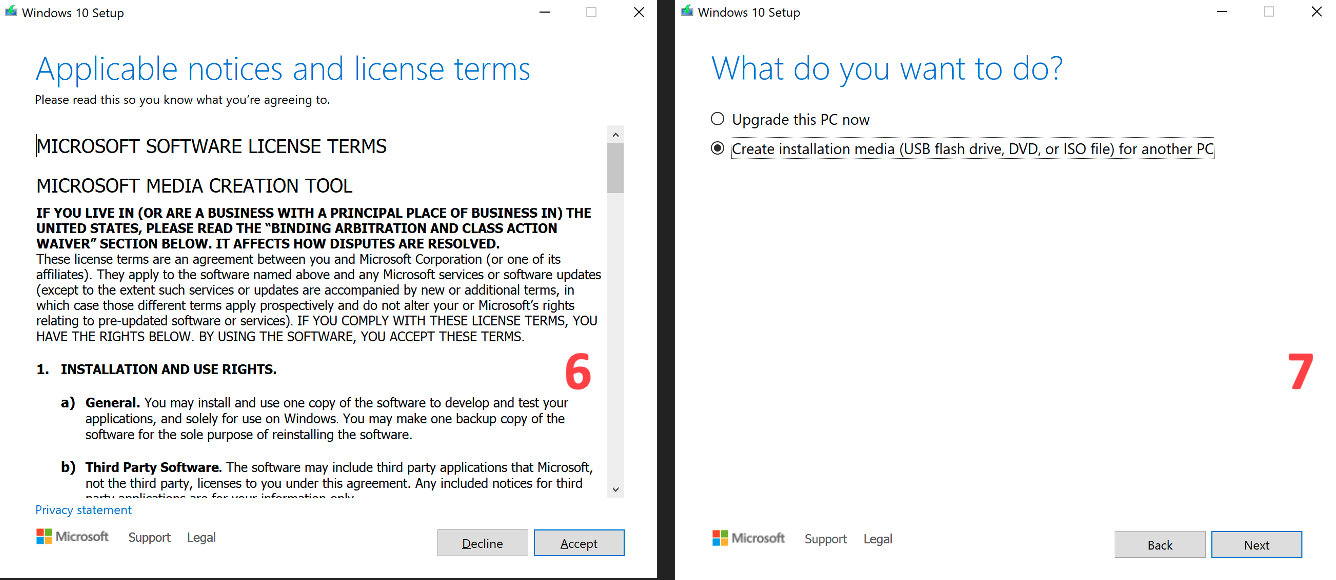 Windows 10 Setup
Applicable notices and license terms
Please read this so you know what you're agreeing to.
MICROSOFT SOFTWARE LICENSE TERMS
MICROSOFT MEDIA CREATION TOOL
IF YOU LIVE IN (OR ARE A BUSINESS WITH A PRINCIPAL PLACE OF BUSINESS IN) THE
UNITED STATES, PLEASE READ THE “BINDING ARBITRATION AND CLASS ACTION
WAIVER” SECTION BELOW. IT AFFECTS HOW DISPUTES ARE RESOLVED.
These license terms are an agreement between you and Microsoft Corporation (or one of its
affiliates). They apply to the software named above and any Microsoft services or software updates
(except to the extent such services or updates are accompanied by new or additional terms, in
which case those different terms apply prospectively and do not alter your or Microsoft’s rights
relating to pre-updated software or services). IF YOU COMPLY WITH THESE LICENSE TERMS, YOU
HAVE THE RIGHTS BELOW. BY USING THE SOFTWARE, YOU ACCEPT THESE TERMS.
1. INSTALLATION AND USE RIGHTS.
a) General. You may install and use one copy of the software to develop and test your
applications, and solely for use on Windows. You may make one backup copy of the
software for the sole purpose of reinstalling the software.
b) Third Party Software. The software may include third party applications that Microsoft,
not the third party, licenses to you under this agreement. Any included notices for third
party applications are for your information only.
6
Privacy statement
Microsoft Support Legal
Decline Accept
Windows 10 Setup
What do you want to do?
Upgrade this PC now
Create installation media (USB flash drive, DVD, or ISO file) for another PC
7
Microsoft Support Legal
Back Next